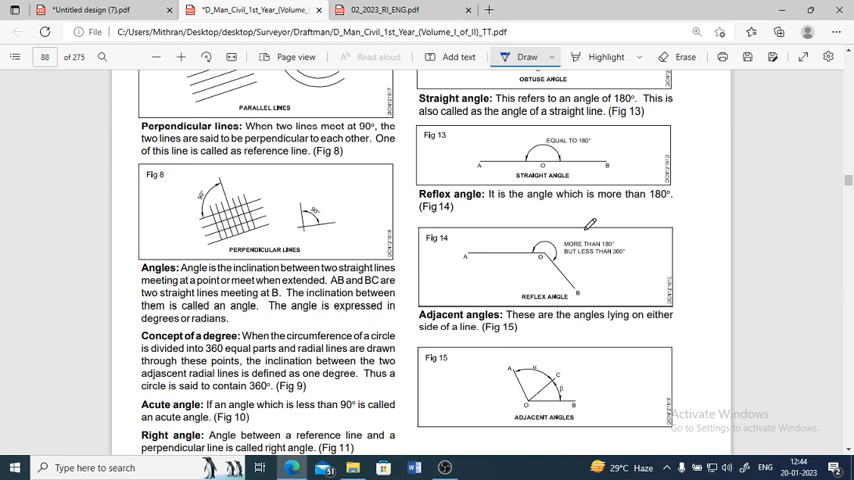 *Untitled design (7).pdf
*D_Man_Civil_1st_Year_(Volume_I
02_2023_RI_ENG.pdf
File
C:/Users/Mithran/Desktop/desktop/Surveyor/Draftman/D_Man_Civil_1st_Year_(Volume_I_of_II)_TT.pdf
88 of 275
Page view
Read aloud
Add text
Draw
Highlight
Erase
PARALLEL LINES
Perpendicular lines: When two lines meet at 90°, the
two lines are said to be perpendicular to each other. One
of this line is called as reference line. (Fig 8)
Fig 8
90°
90°
PERPENDICULAR LINES
Angles: Angle is the inclination between two straight lines
meeting at a point or meet when extended. AB and BC are
two straight lines meeting at B. The inclination between
them is called an angle. The angle is expressed in
degrees or radians.
Concept of a degree: When the circumference of a circle
is divided into 360 equal parts and radial lines are drawn
through these points, the inclination between the two
adjacent radial lines is defined as one degree. Thus a
circle is said to contain 360°. (Fig 9)
Acute angle: If an angle which is less than 90° is called
an acute angle. (Fig 10)
Right angle: Angle between a reference line and a
perpendicular line is called right angle. (Fig 11)
OBTUSE ANGLE
Straight angle: This refers to an angle of 180°. This is
also called as the angle of a straight line. (Fig 13)
Fig 13
EQUAL TO 180°
A
O
B
STRAIGHT ANGLE
Reflex angle: It is the angle which is more than 180°.
(Fig 14)
Fig 14
MORE THAN 180°
BUT LESS THAN 360°
A
O
B
REFLEX ANGLE
Adjacent angles: These are the angles lying on either
side of a line. (Fig 15)
Fig 15
A
α
C
β
O
B
ADJACENT ANGLES
Activate Windows
Go to Settings to activate Windows.
Type here to search
51
29°C Haze
ENG
12:44
20-01-2023
2